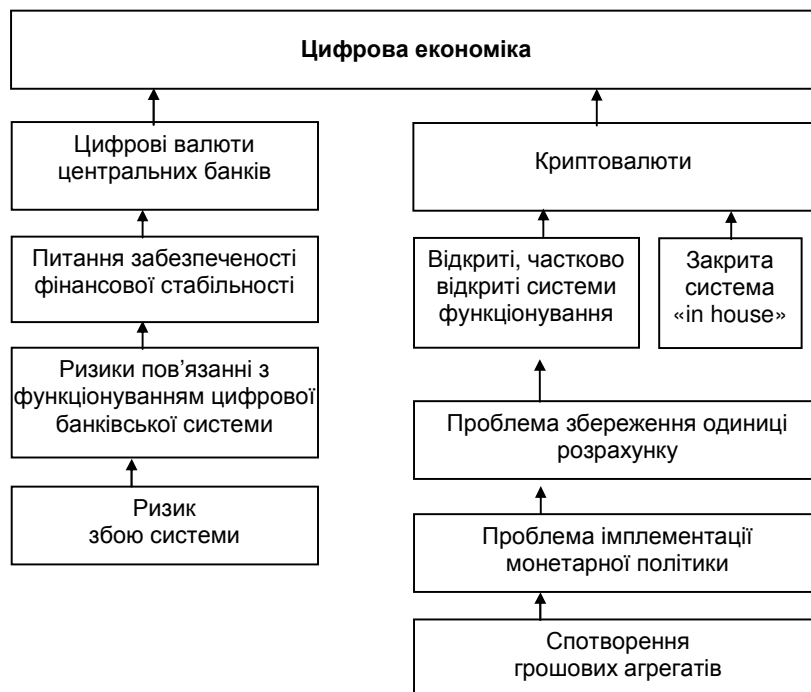 Цифрова економіка
Цифрові валюти
центральних банків
Криптовалюти
Питання забезпеченості
фінансової стабільності
Відкриті, частково
відкриті системи
функціонування
Закрита
система
«in house»
Ризики пов’язанні з
функціонуванням цифрової
банківської системи
Проблема збереження одиниці
розрахунку
Ризик
збою системи
Проблема імплементації
монетарної політики
Спотворення
грошових агрегатів